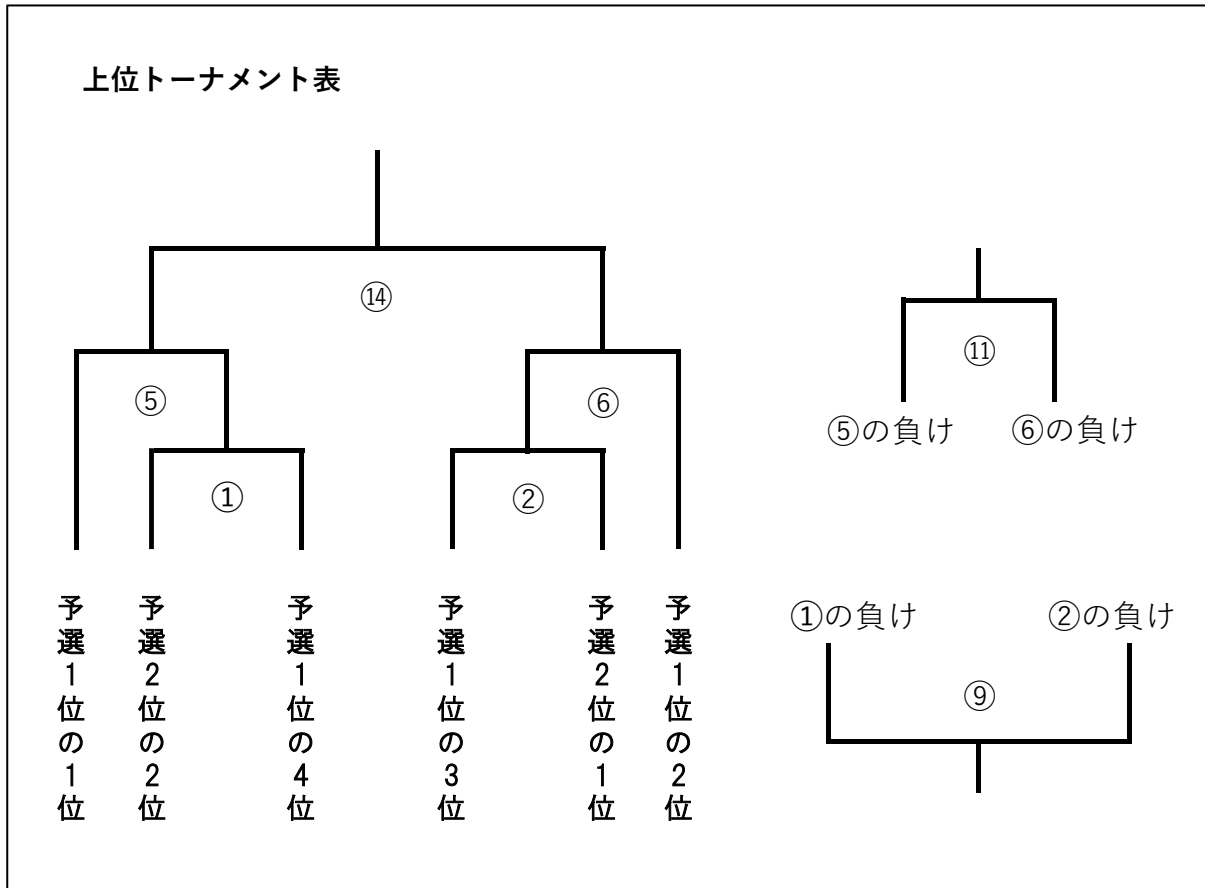 上位トーナメント表
⑭
⑪
⑤
⑥
⑤の負け
⑥の負け
①
②
予選1位の1位
予選2位の2位
予選1位の4位
予選1位の3位
予選2位の1位
予選1位の2位
①の負け
②の負け
⑨